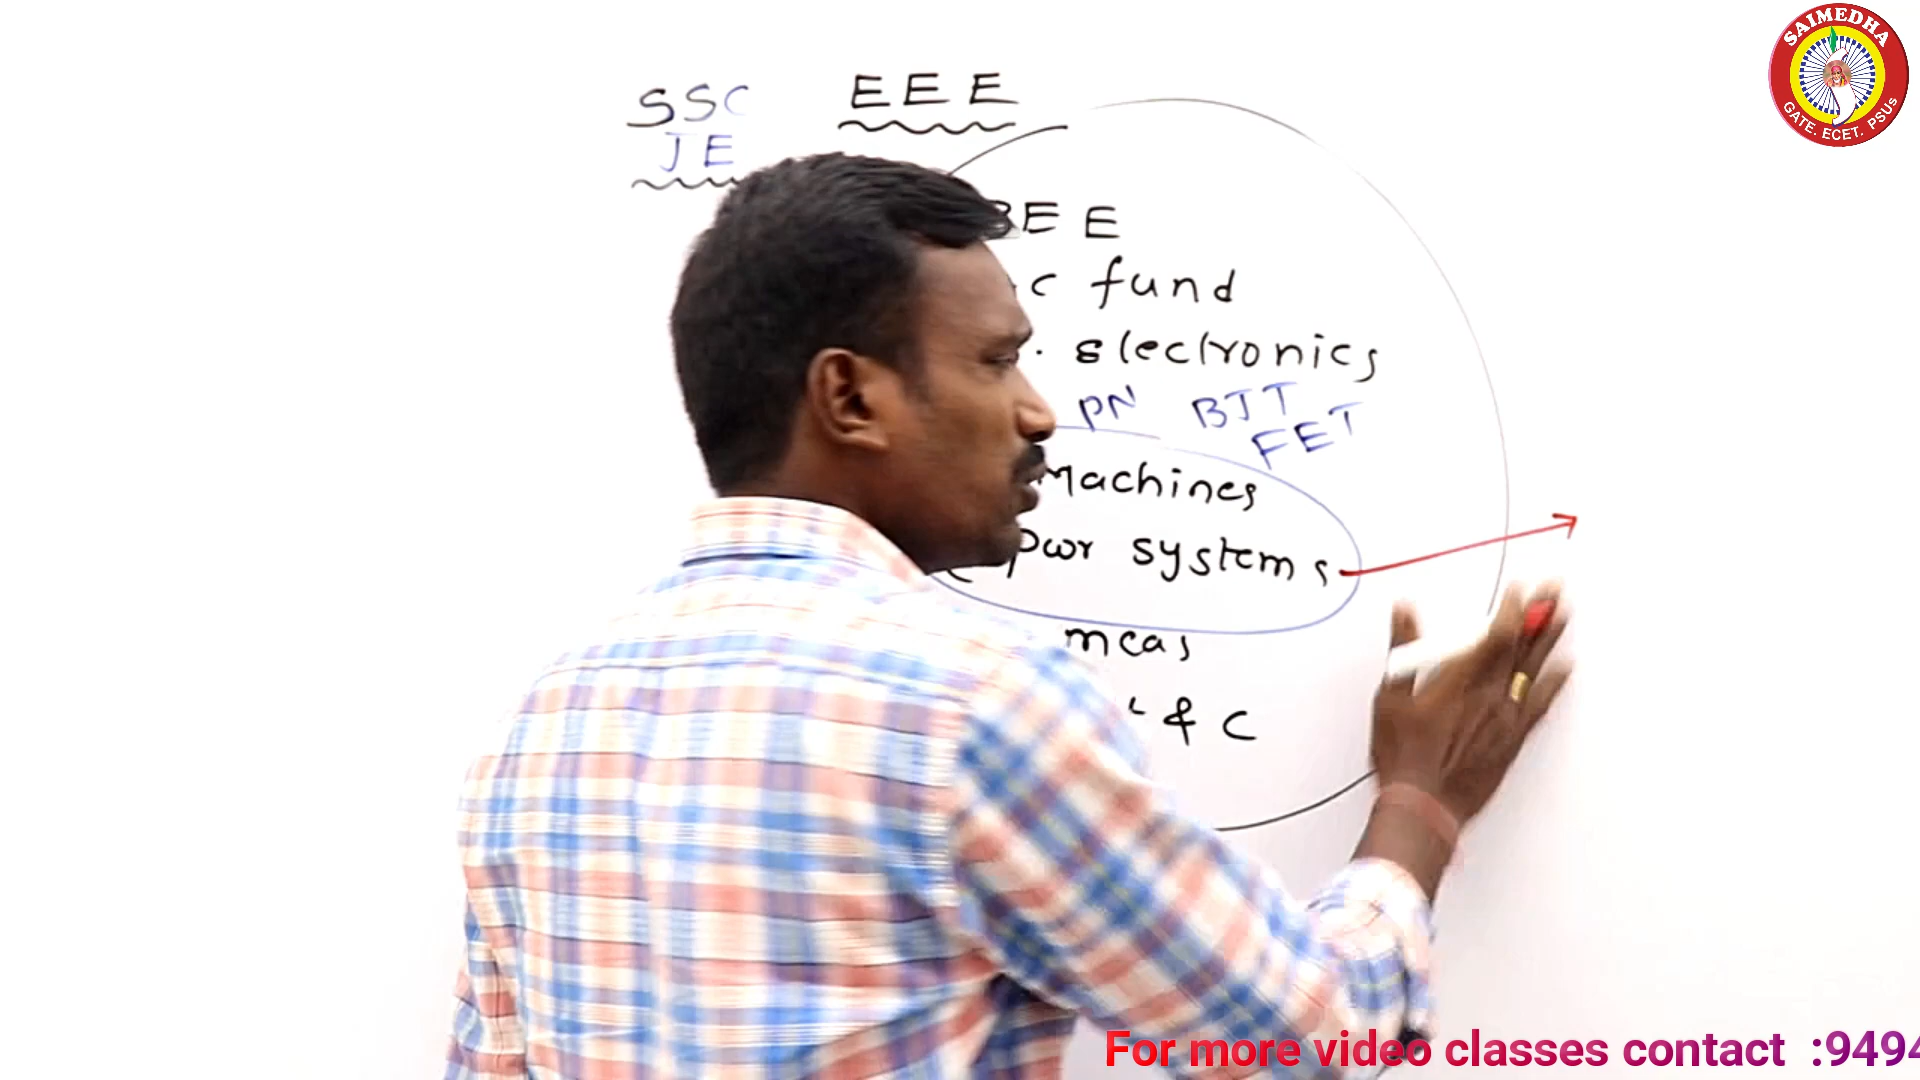 SAIMEDHA
GATE. ECET. PSUs
SSC EEE
JE
BEE
fund
electronics
PN BJT
FET
Machines
Pwr systems
meas
& C
For more video classes contact :9494